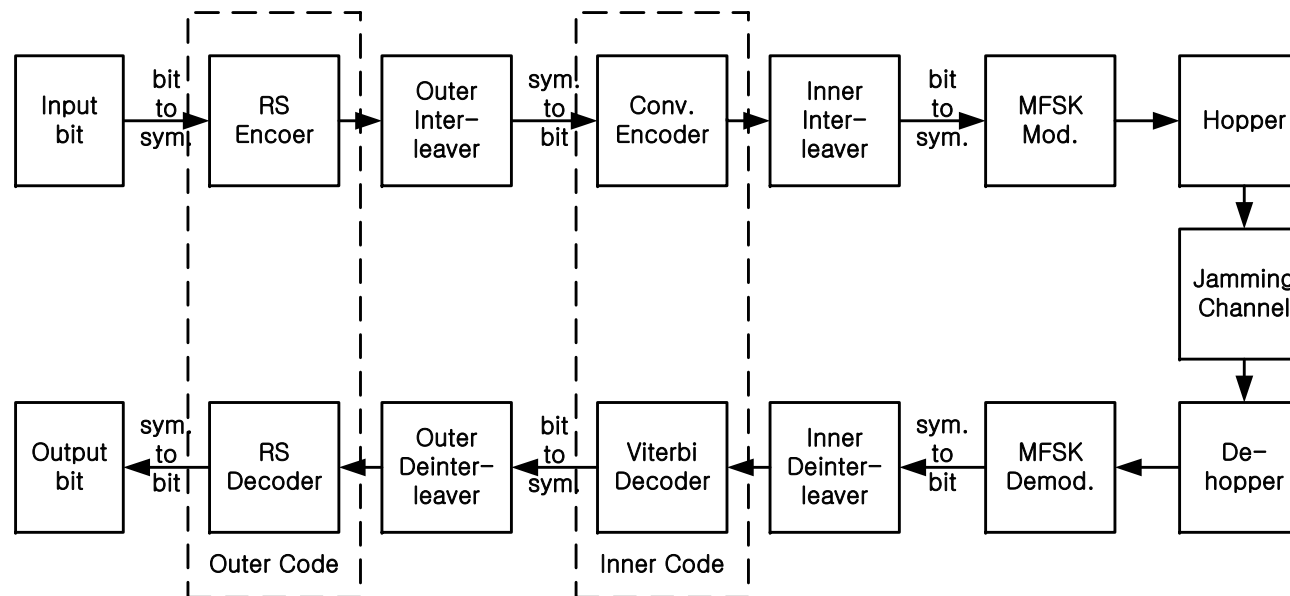 Input
bit
bit
to
sym.
RS
Encoer
Outer
Inter-
leaver
sym.
to
bit
Conv.
Encoder
Inner
Inter-
leaver
bit
to
sym.
MFSK
Mod.
Hopper
Jamming
Channel
Output
bit
sym.
to
bit
RS
Decoder
Outer
Deinter-
leaver
bit
to
sym.
Viterbi
Decoder
Inner
Deinter-
leaver
sym.
to
bit
MFSK
Demod.
De-
hopper
Outer Code
Inner Code